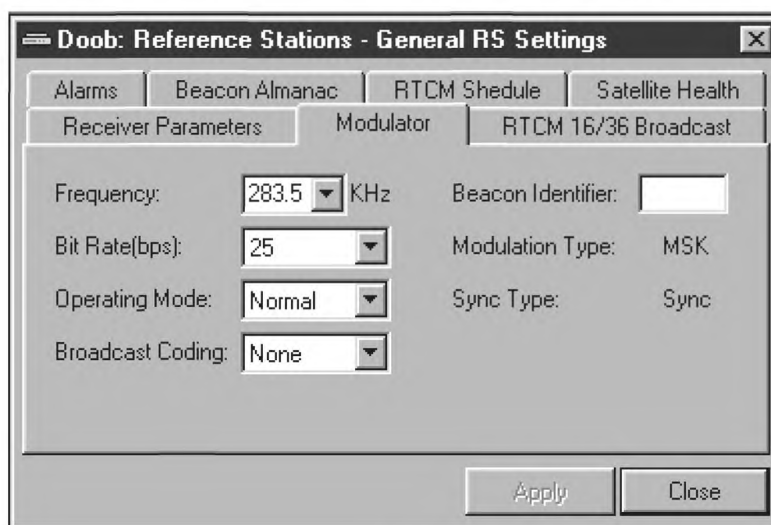 Doob: Reference Stations - General RS Settings
Alarms Beacon Almanac RTCM Shedule Satellite Health
Receiver Parameters Modulator RTCM 16/36 Broadcast
Frequency: 283.5 KHz Beacon Identifier:
Bit Rate(bps): 25 Modulation Type: MSK
Operating Mode: Normal Sync Type: Sync
Broadcast Coding: None
Apply Close